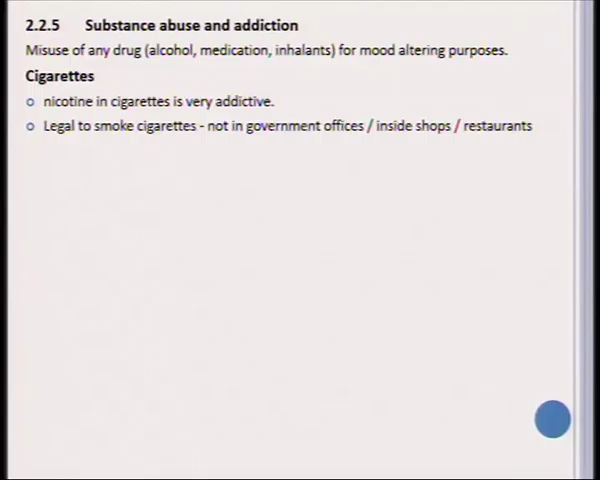 2.2.5 Substance abuse and addiction
Misuse of any drug (alcohol, medication, inhalants) for mood altering purposes.
Cigarettes
nicotine in cigarettes is very addictive.
Legal to smoke cigarettes - not in government offices / inside shops / restaurants